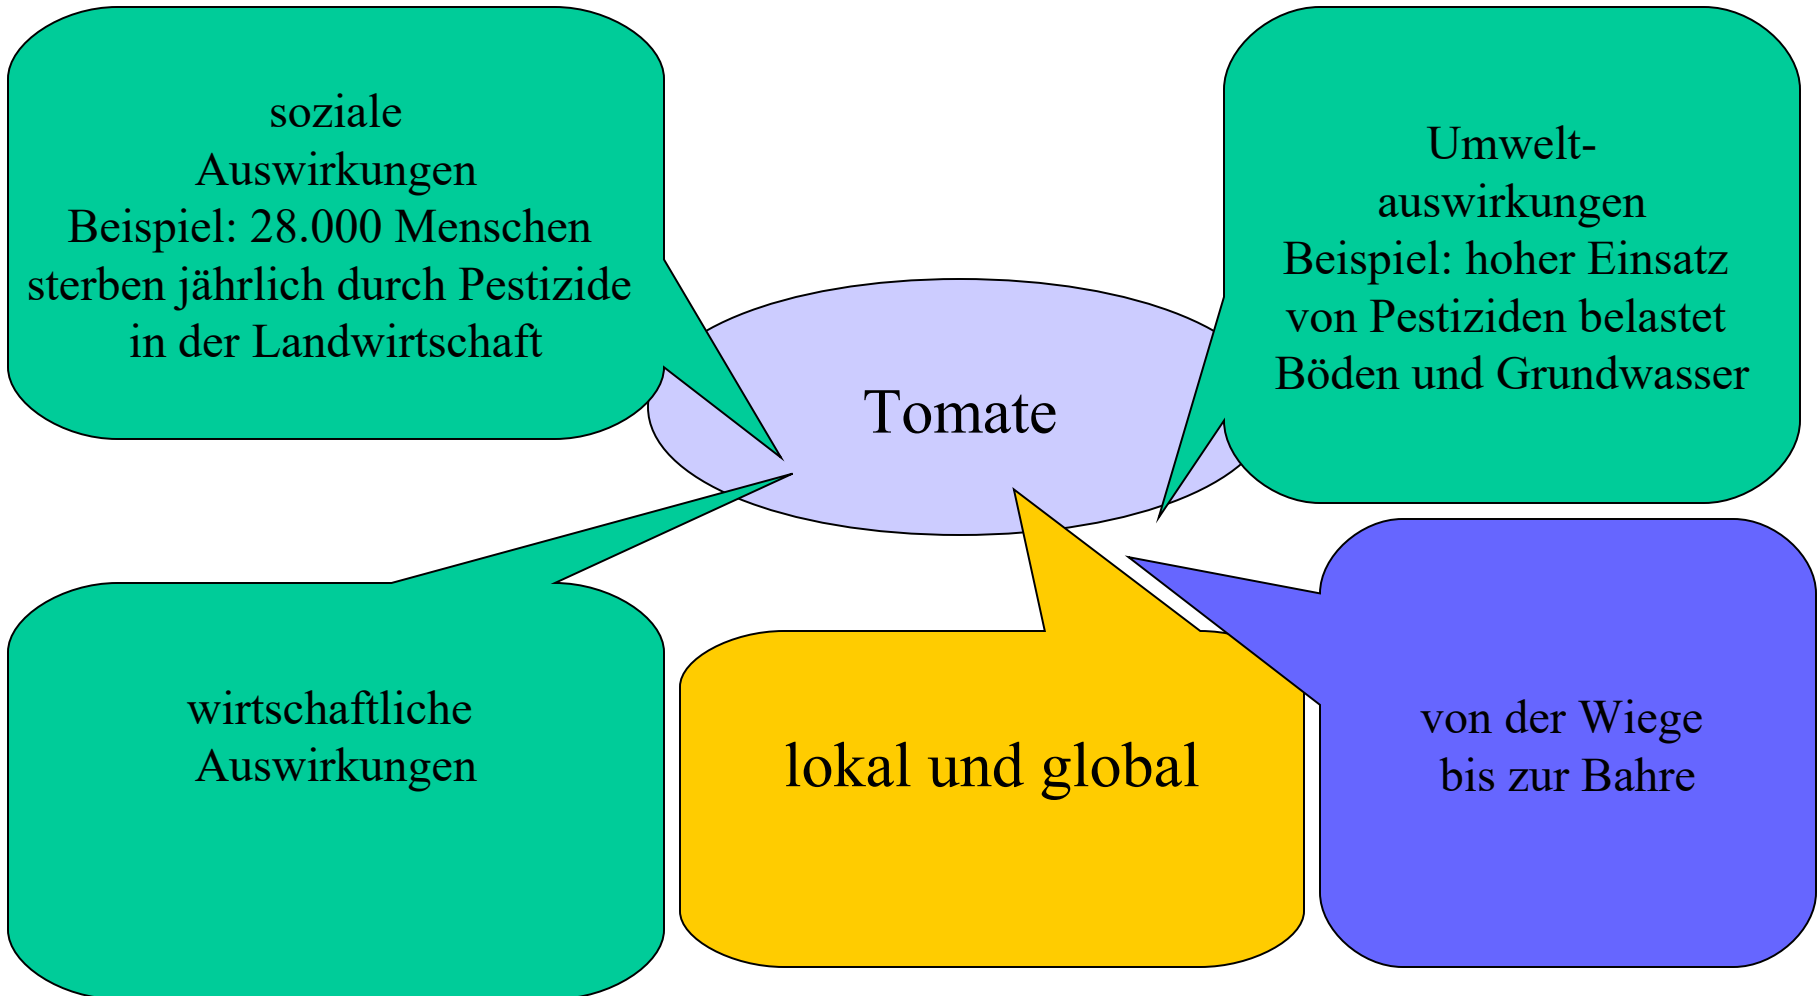 soziale
Auswirkungen
Beispiel: 28.000 Menschen
sterben jährlich durch Pestizide
in der Landwirtschaft
Umwelt-
auswirkungen
Beispiel: hoher Einsatz
von Pestiziden belastet
Böden und Grundwasser
Tomate
wirtschaftliche
Auswirkungen
lokal und global
von der Wiege
bis zur Bahre